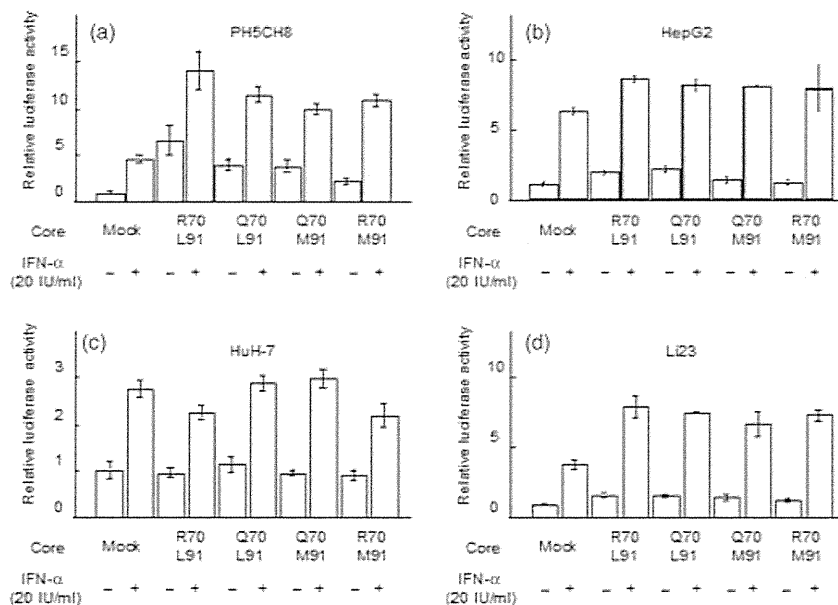 (a) PH5CH8
Relative luciferase activity
15
10
5
0
Core Mock R70 L91 Q70 L91 Q70 M91 R70 M91
IFN-α
(20 IU/ml) – + – + – + – + – +
(b) HepG2
Relative luciferase activity
10
5
0
Core Mock R70 L91 Q70 L91 Q70 M91 R70 M91
IFN-α
(20 IU/ml) – + – + – + – + – +
(c) HuH-7
Relative luciferase activity
3
2
1
0
Core Mock R70 L91 Q70 L91 Q70 M91 R70 M91
IFN-α
(20 IU/ml) – + – + – + – + – +
(d) Li23
Relative luciferase activity
10
5
0
Core Mock R70 L91 Q70 L91 Q70 M91 R70 M91
IFN-α
(20 IU/ml) – + – + – + – + – +